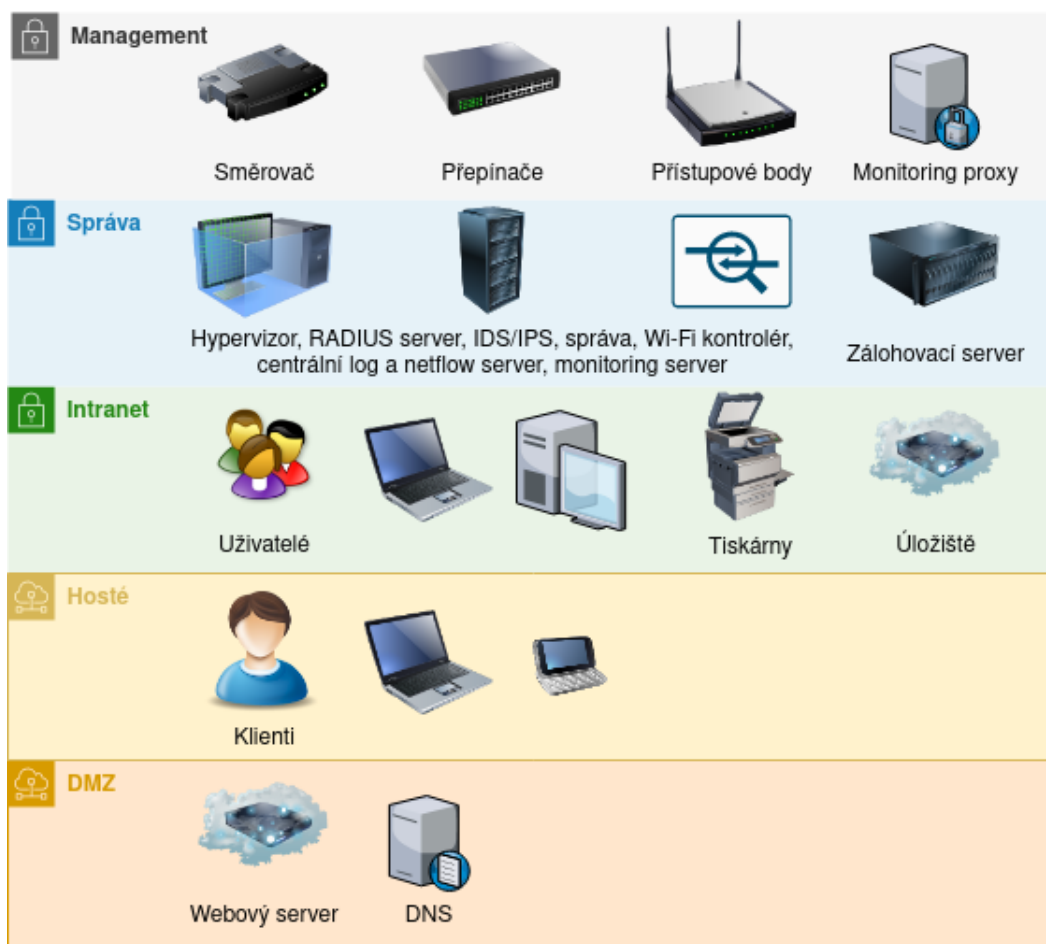 Management
Směrovač
Přepínače
Přístupové body
Monitoring proxy
Správa
Hypervizor, RADIUS server, IDS/IPS, správa, Wi-Fi kontrolér,
centrální log a netflow server, monitoring server
Zálohovací server
Intranet
Uživatelé
Tiskárny
Úložiště
Hosté
Klienti
DMZ
Webový server
DNS